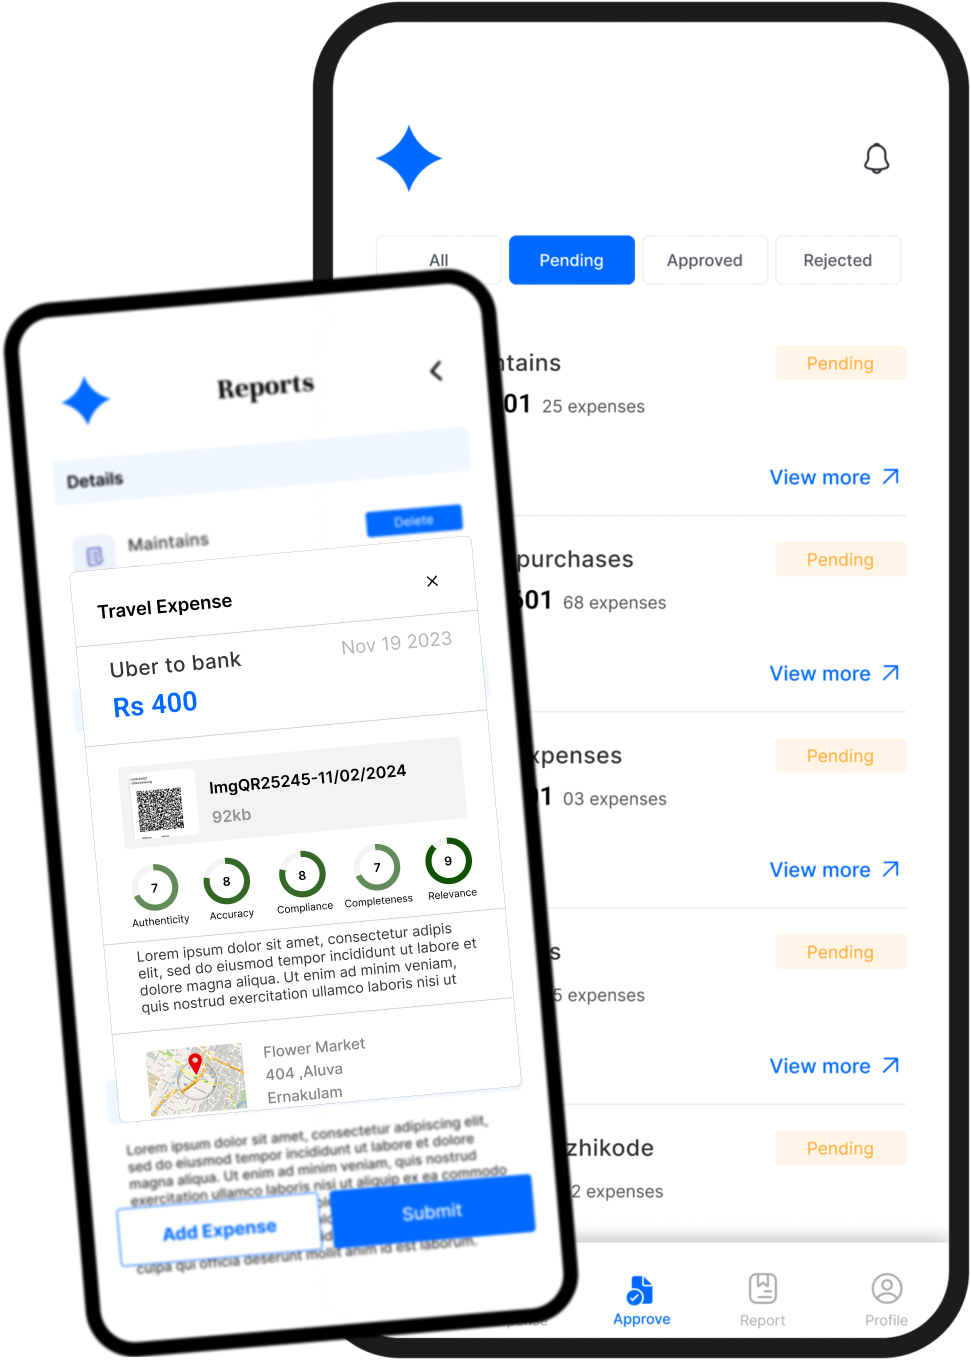 All
Pending
Approved
Rejected
ntains
Pending
01 25 expenses
View more
purchases
Pending
601 68 expenses
View more
xpenses
Pending
01 03 expenses
View more
s
Pending
5 expenses
View more
zhikode
Pending
2 expenses
Approve
Report
Profile
Reports
Details
Maintains
Delete
Travel Expense
Uber to bank
Nov 19 2023
Rs 400
ImgQR25245-11/02/2024
92kb
7
8
8
7
9
Authenticity
Accuracy
Compliance
Completeness
Relevance
Lorem ipsum dolor sit amet, consectetur adipis
elit, sed do eiusmod tempor incididunt ut labore et
dolore magna aliqua. Ut enim ad minim veniam,
quis nostrud exercitation ullamco laboris nisi ut
Flower Market
404 ,Aluva
Ernakulam
Lorem ipsum dolor sit amet, consectetur adipiscing elit,
sed do eiusmod tempor incididunt ut labore et dolore
magna aliqua. Ut enim ad minim veniam, quis nostrud
exercitation ullamco laboris nisi ut aliquip ex ea commodo
Add Expense
Submit
culpa qui officia deserunt mollit anim id est laborum.